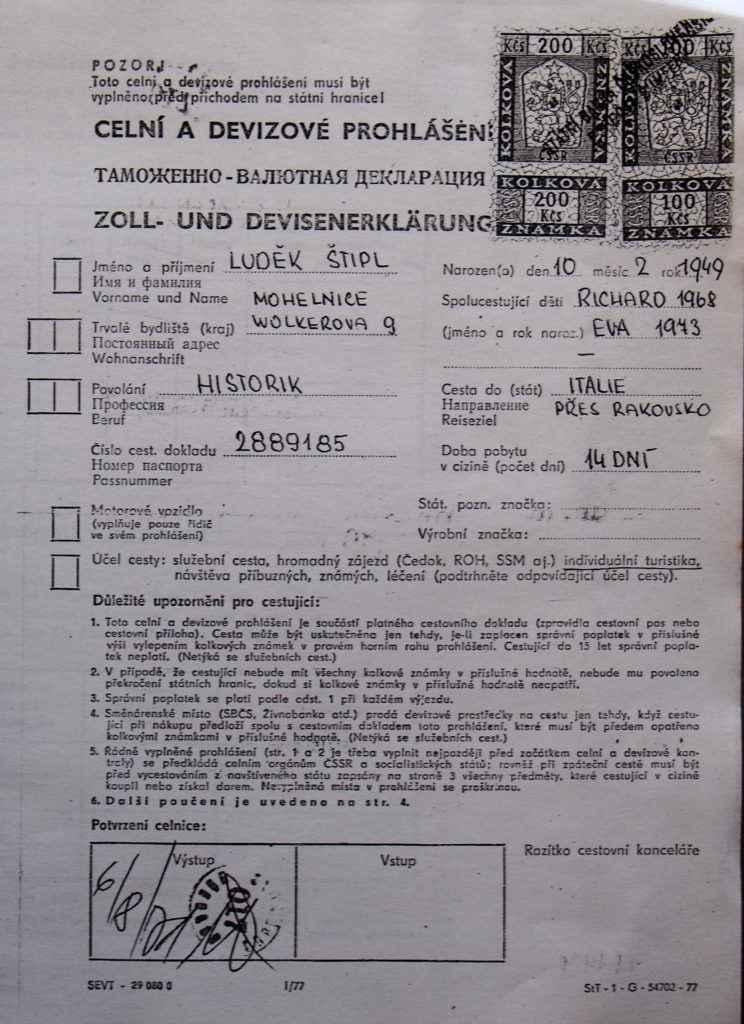 POZOR!
Toto celní a devizové prohlášení musí být
vyplněno před příchodem na státní hranice!
CELNÍ A DEVIZOVÉ PROHLÁŠENÍ
ТАМОЖЕННО-ВАЛЮТНАЯ ДЕКЛАРАЦИЯ
ZOLL- UND DEVISENERKLÄRUNG
Kčs 200 Kčs
KOLKOVÁ ZNÁMKA
ČSSR
KOLKOVÁ
200
Kčs
ZNÁMKA
Kčs 100 Kčs
KOLKOVÁ ZNÁMKA
ČSSR
KOLKOVÁ
100
Kčs
ZNÁMKA
Jméno a příjmení LUDĚK ŠTIPL
Имя и фамилия
Vorname und Name MOHELNICE
Trvalé bydliště (kraj) WOLKEROVA 9
Постоянный адрес
Wohnanschrift
Povolání HISTORIK
Профессия
Beruf
Číslo cest. dokladu 2889185
Номер паспорта
Passnummer
Narozen(a) den 10 měsíc 2 rok 1949
Spolucestující děti RICHARD 1968
(jméno a rok naroz.) EVA 1973
—
Cesta do (stát) ITALIE
Направление PŘES RAKOUSKO
Reiseziel
Doba pobytu
v cizině (počet dní) 14 DNÍ
Motorové vozidlo
(vyplňuje pouze řidič
ve svém prohlášení)
Stát. pozn. značka:
Výrobní značka:
Účel cesty: služební cesta, hromadný zájezd (Čedok, ROH, SSM aj.) individuální turistika,
návštěva příbuzných, známých, léčení (podtrhněte odpovídající účel cesty).
Důležité upozornění pro cestující:
1. Toto celní a devizové prohlášení je součástí platného cestovního dokladu (zpravidla cestovní pas nebo
cestovní příloha). Cesta může být uskutečněna jen tehdy, je-li zaplacen správní poplatek v příslušné
výši vylepením kolkových známek v pravém horním rohu prohlášení. Cestující do 15 let správní popla-
tek neplatí. (Netýká se služebních cest.)
2. V případě, že cestující nebude mít všechny kolkové známky v příslušné hodnotě, nebude mu povoleno
překročení státních hranic, dokud si kolkové známky v příslušné hodnotě neopatří.
3. Správní poplatek se platí podle odst. 1 při každém výjezdu.
4. Směnárenské místo (SBČS, Živnobanka atd.) prodá devizové prostředky na cestu jen tehdy, když cestu-
jící při nákupu předloží spolu s cestovním dokladem toto prohlášení, které musí být předem opatřeno
kolkovými známkami v příslušné hodnotě. (Netýká se služebních cest.)
5. Řádně vyplněné prohlášení (str. 1 a 2 je třeba vyplnit nejpozději před začátkem celní a devizové kon-
troly) se předkládá celním orgánům ČSSR a socialistických států; rovněž při zpáteční cestě musí být
před vycestováním z navštíveného státu zapsány na straně 3 všechny předměty, které cestující v cizině
koupil nebo získal darem. Nevyplněná místa v prohlášení se proškrtnou.
6. Další poučení je uvedeno na str. 4.
Potvrzení celnice:
Výstup
Vstup
Razítko cestovní kanceláře
6/8
SEVT - 29 080 0
I/77
StT - 1 - G - 54702 - 77